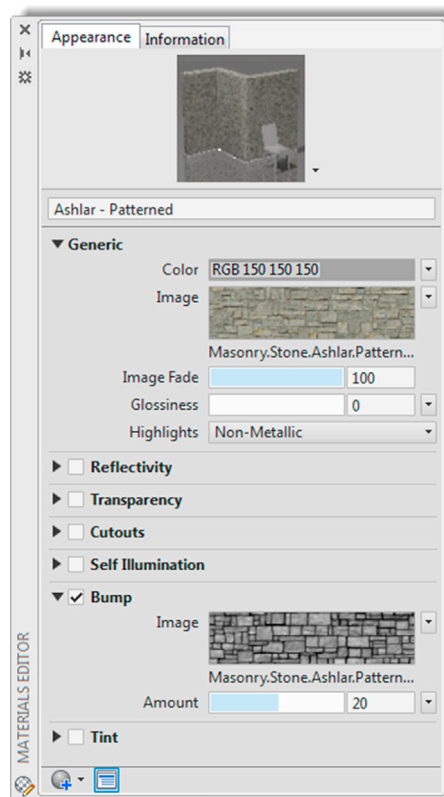 Appearance
Information
Ashlar - Patterned
Generic
Color RGB 150 150 150
Image
Masonry.Stone.Ashlar.Pattern...
Image Fade 100
Glossiness 0
Highlights Non-Metallic
Reflectivity
Transparency
Cutouts
Self Illumination
Bump
Image
Masonry.Stone.Ashlar.Pattern...
Amount 20
Tint
MATERIALS EDITOR